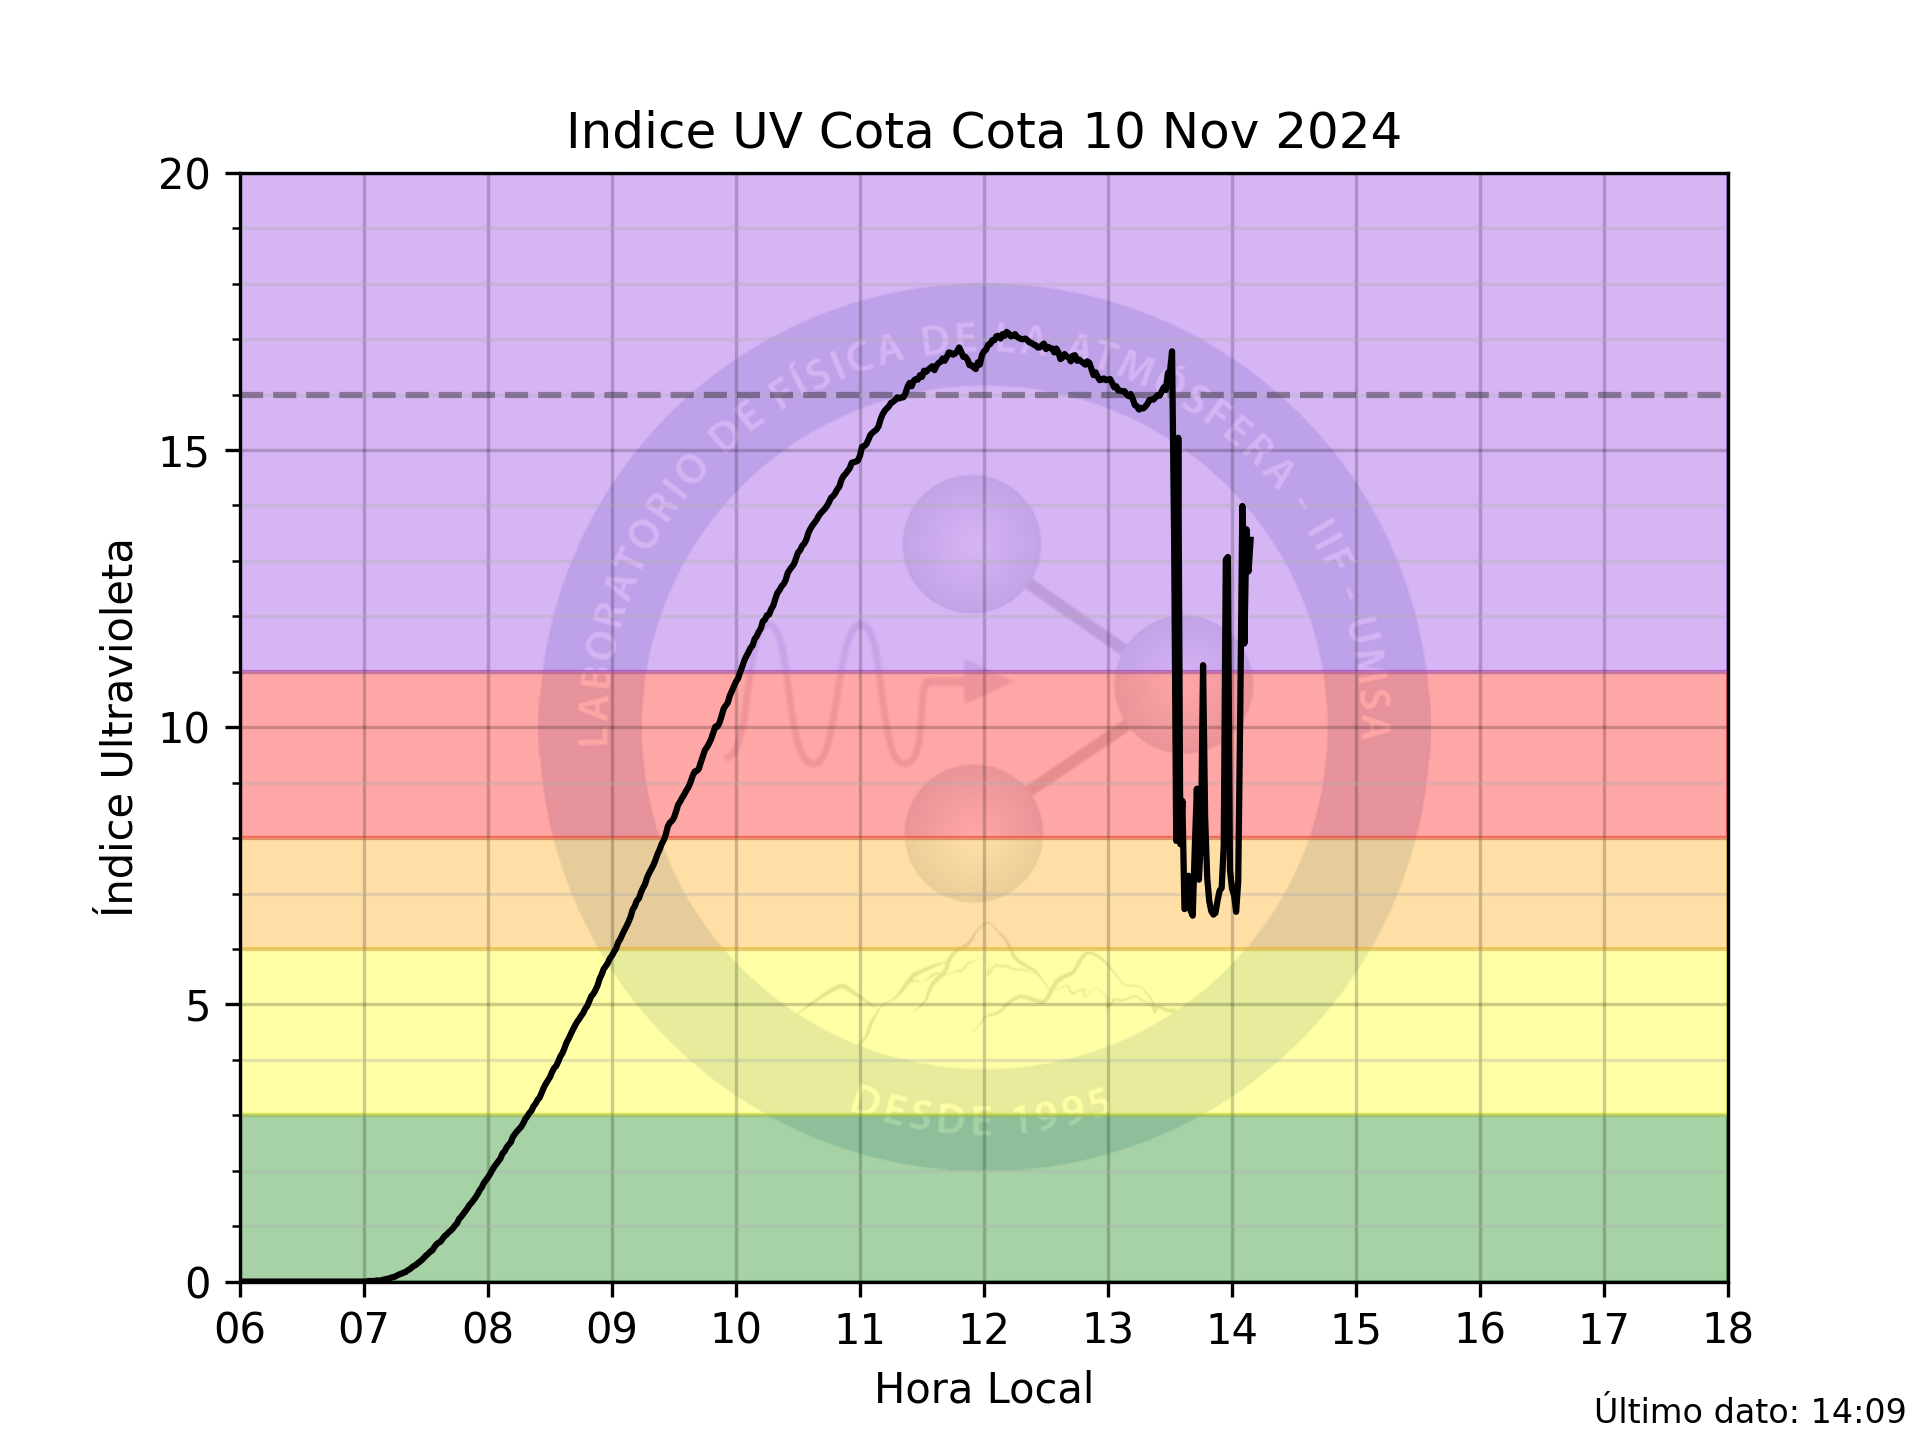 Indice UV Cota Cota 10 Nov 2024
20
15
10
5
0
Índice Ultravioleta
LABORATORIO DE FÍSICA DE LA ATMÓSFERA - IIF - UMSA
DESDE 1995
06 07 08 09 10 11 12 13 14 15 16 17 18
Hora Local
Último dato: 14:09